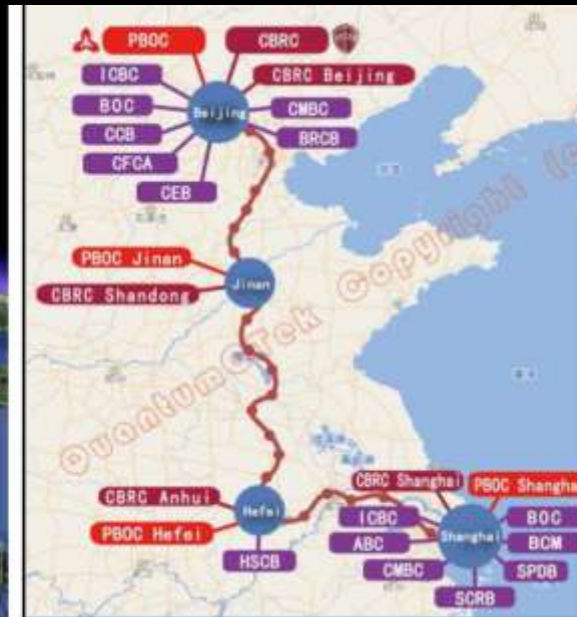 PBOC
CBRC
ICBC
CBRC Beijing
BOC
Beijing
CMBC
CCB
BRCB
CFCA
CEB
PBOC Jinan
Jinan
CBRC Shandong
QuantumCTek Copyright (C
CBRC Shanghai
CBRC Anhui
PBOC Shangha
Hefei
ICBC
BOC
PBOC Hefei
ABC
Shanghai
BCM
HSCB
CMBC
SPDB
SCRB